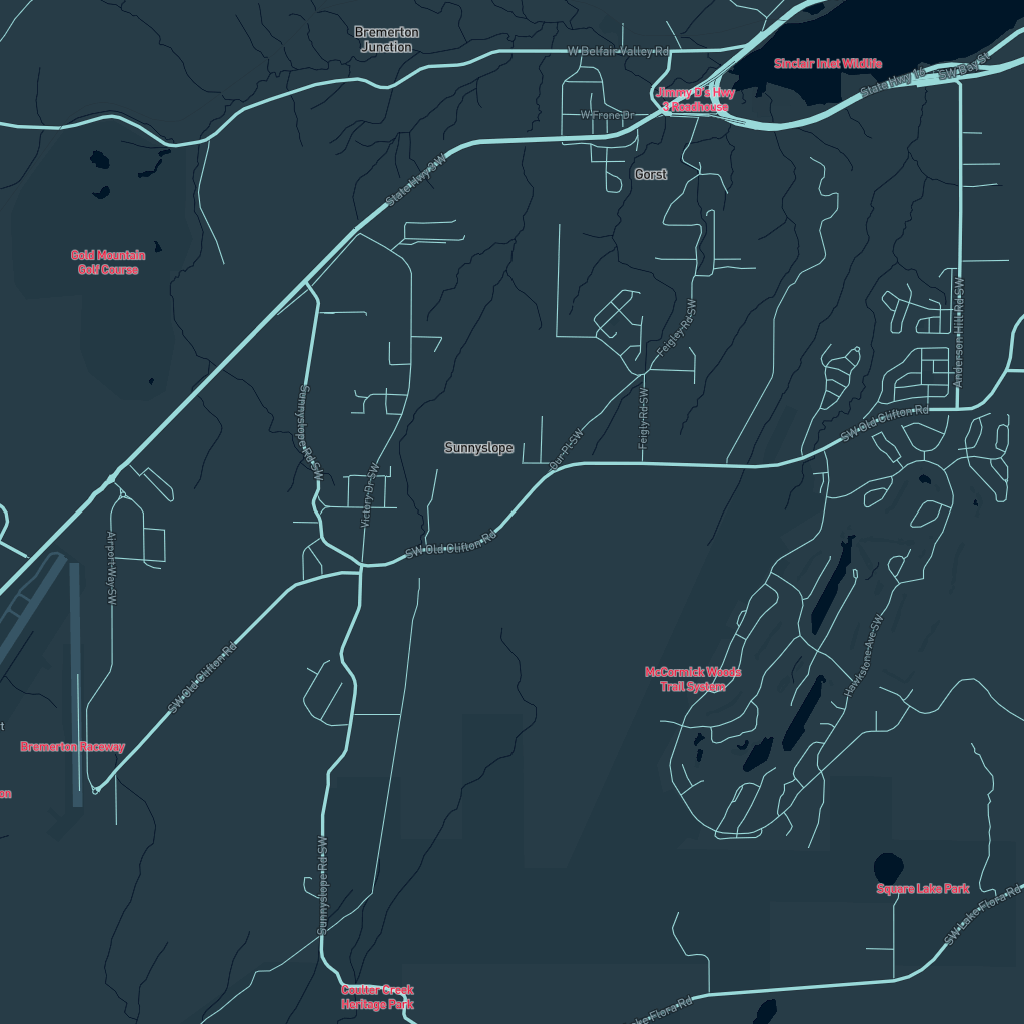 Bremerton
Junction
W Belfair Valley Rd
Sinclair Inlet Wildlife
State Hwy 16
SW Bay St
Jimmy D's Hwy
3 Roadhouse
W Frone Dr
State Hwy SW
Gorst
Gold Mountain
Golf Course
Anderson Hill Rd SW
Feigley Rd SW
Sunnyslope Rd SW
Feigly Rd SW
SW Old Clifton Rd
Sunnyslope
Our Pl SW
Victory Dr SW
SW Old Clifton Rd
Airport Way SW
Hawkstone Ave SW
SW Old Clifton Rd
McCormick Woods
Trail System
t
Bremerton Raceway
on
Sunnyslope Rd SW
Square Lake Park
SW Lake Flora Rd
Coulter Creek
Heritage Park
ke Flora Rd